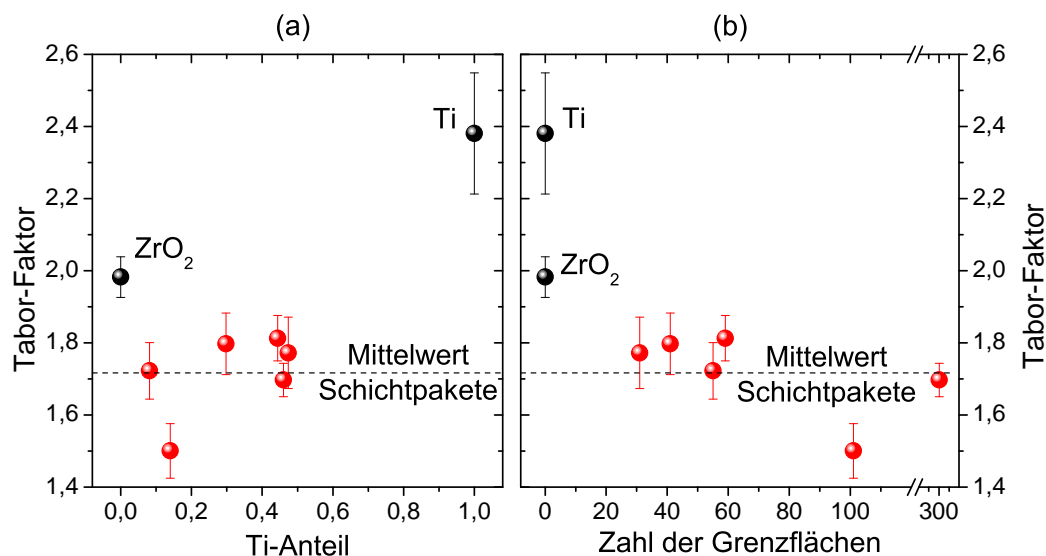 (a)
(b)
2,6
2,4
2,2
2,0
1,8
1,6
1,4
Tabor-Faktor
Ti
ZrO2
Mittelwert
Schichtpakete
0,0 0,2 0,4 0,6 0,8 1,0
Ti-Anteil
Ti
ZrO2
Mittelwert
Schichtpakete
0 20 40 60 80 100 300
Zahl der Grenzflächen
2,6
2,4
2,2
2,0
1,8
1,6
1,4
Tabor-Faktor